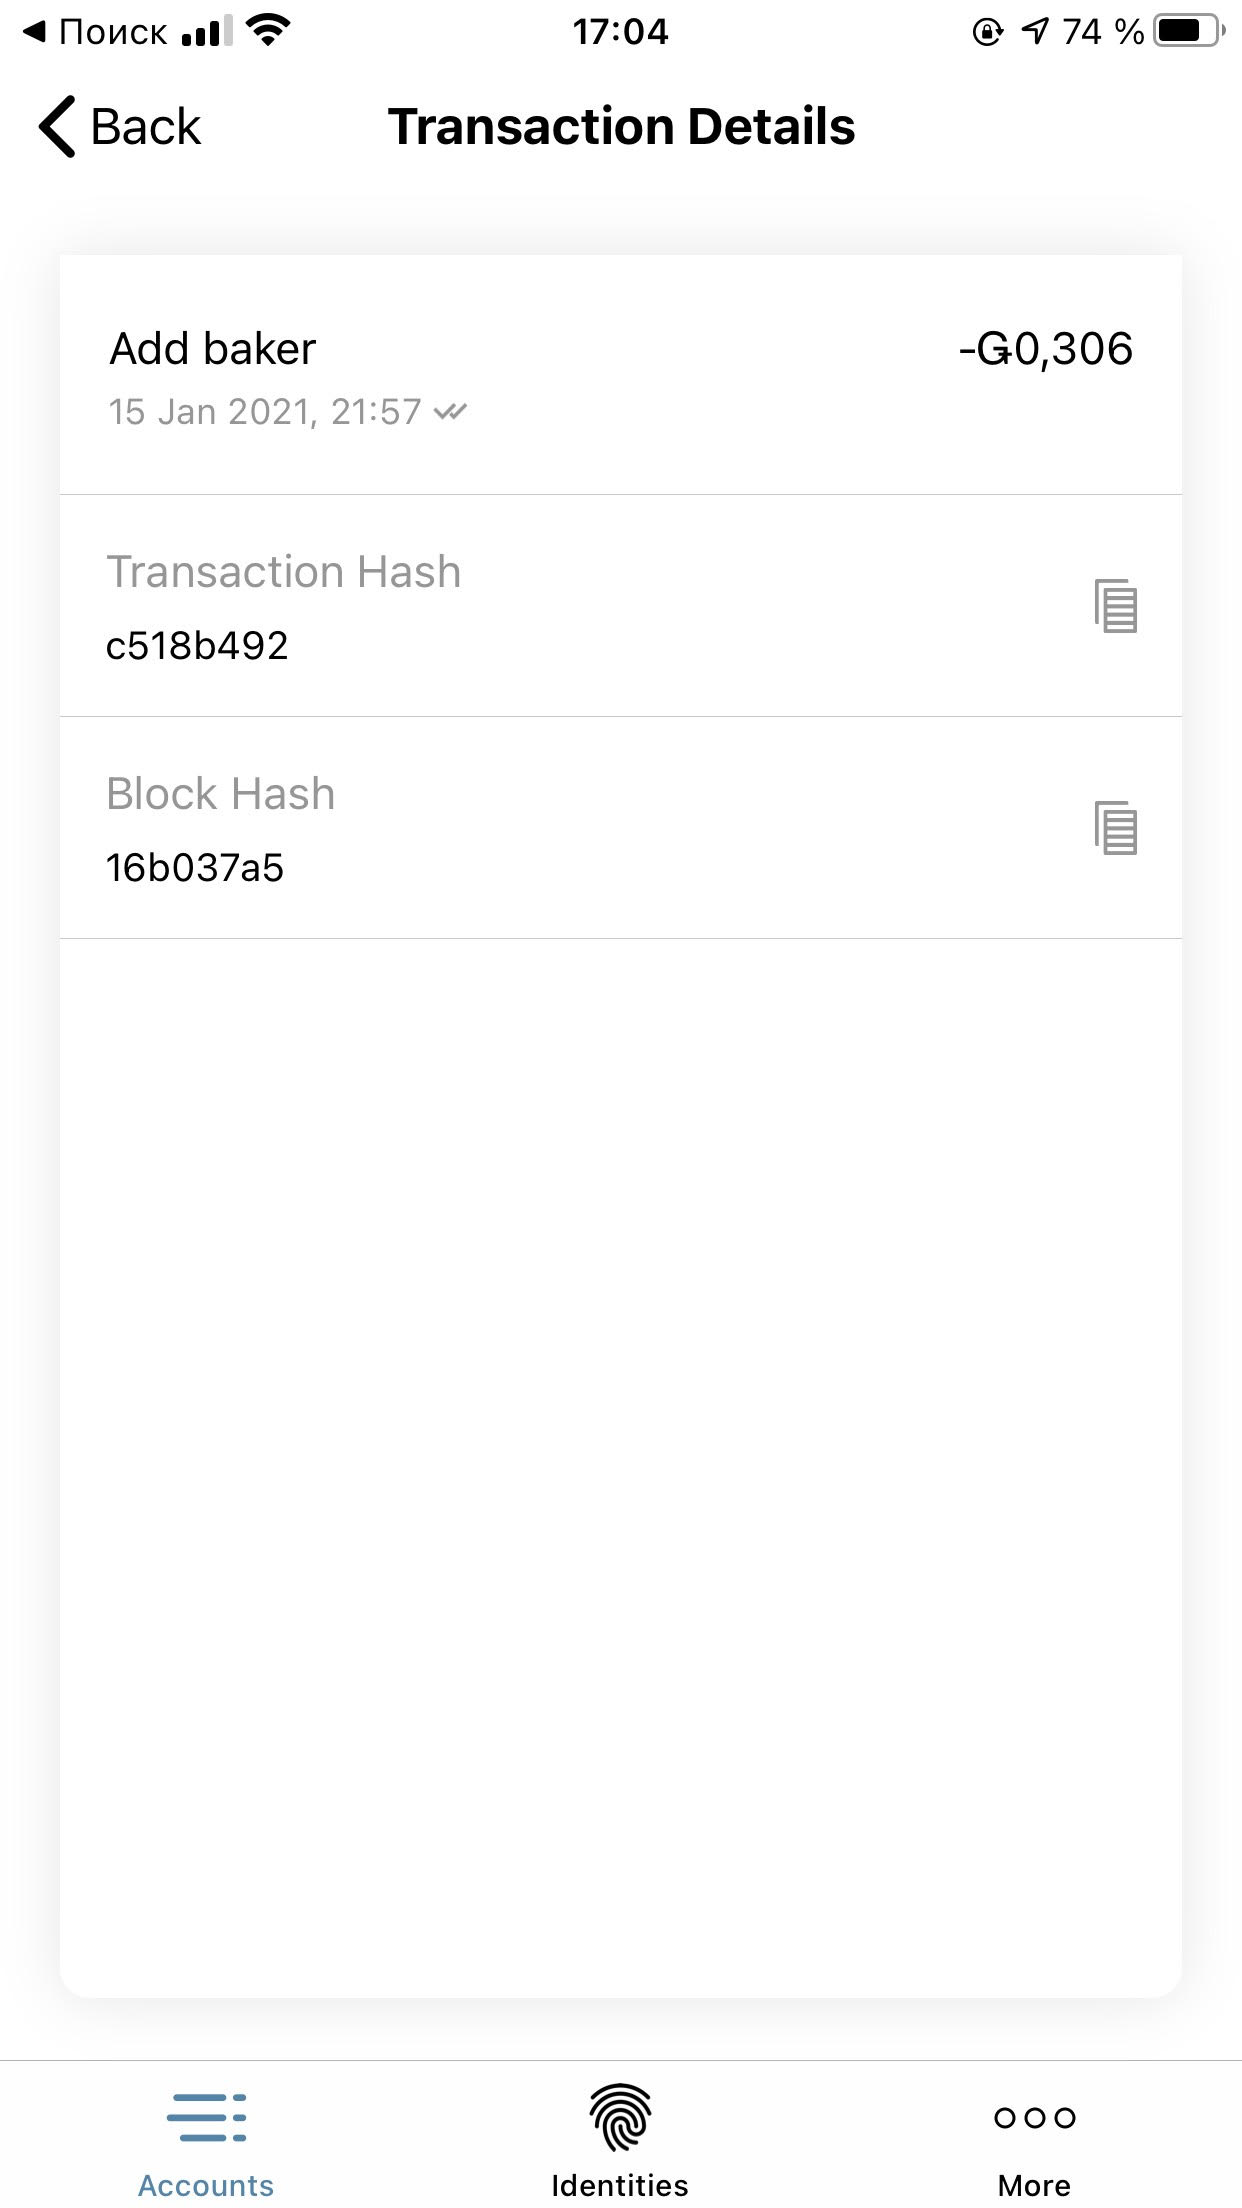 Поиск 17:04 74 %
Back Transaction Details
Add baker -Ǥ0,306
15 Jan 2021, 21:57
Transaction Hash
c518b492
Block Hash
16b037a5
Accounts Identities More